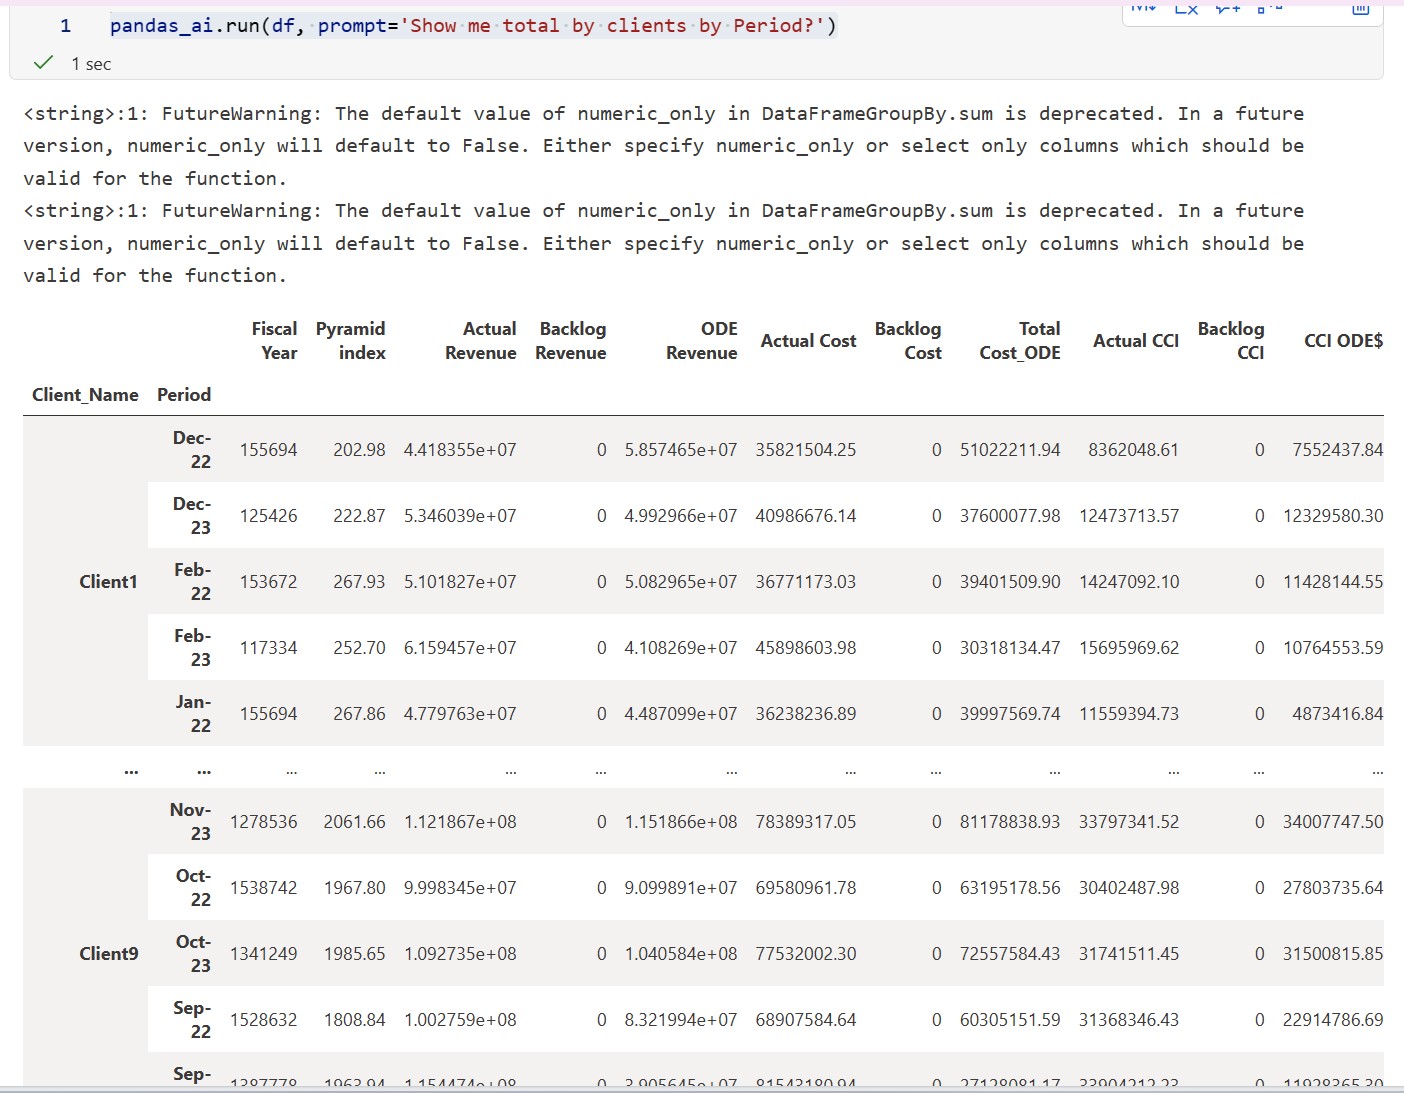 1 pandas_ai.run(df, prompt='Show me total by clients by Period?')
1 sec
<string>:1: FutureWarning: The default value of numeric_only in DataFrameGroupBy.sum is deprecated. In a future
version, numeric_only will default to False. Either specify numeric_only or select only columns which should be
valid for the function.
<string>:1: FutureWarning: The default value of numeric_only in DataFrameGroupBy.sum is deprecated. In a future
version, numeric_only will default to False. Either specify numeric_only or select only columns which should be
valid for the function.
Fiscal Pyramid Actual Backlog ODE Actual Cost Backlog Total Actual CCI Backlog CCI ODE$
Year index Revenue Revenue Revenue Cost Cost_ODE CCI
Client_Name Period
Dec-
22 155694 202.98 4.418355e+07 0 5.857465e+07 35821504.25 0 51022211.94 8362048.61 0 7552437.84
Dec-
23 125426 222.87 5.346039e+07 0 4.992966e+07 40986676.14 0 37600077.98 12473713.57 0 12329580.30
Feb-
Client1 22 153672 267.93 5.101827e+07 0 5.082965e+07 36771173.03 0 39401509.90 14247092.10 0 11428144.55
Feb-
23 117334 252.70 6.159457e+07 0 4.108269e+07 45898603.98 0 30318134.47 15695969.62 0 10764553.59
Jan-
22 155694 267.86 4.779763e+07 0 4.487099e+07 36238236.89 0 39997569.74 11559394.73 0 4873416.84
... ... ... ... ... ... ... ... ... ... ... ... ...
Nov-
23 1278536 2061.66 1.121867e+08 0 1.151866e+08 78389317.05 0 81178838.93 33797341.52 0 34007747.50
Oct-
22 1538742 1967.80 9.998345e+07 0 9.099891e+07 69580961.78 0 63195178.56 30402487.98 0 27803735.64
Oct-
Client9 23 1341249 1985.65 1.092735e+08 0 1.040584e+08 77532002.30 0 72557584.43 31741511.45 0 31500815.85
Sep-
22 1528632 1808.84 1.002759e+08 0 8.321994e+07 68907584.64 0 60305151.59 31368346.43 0 22914786.69
Sep-